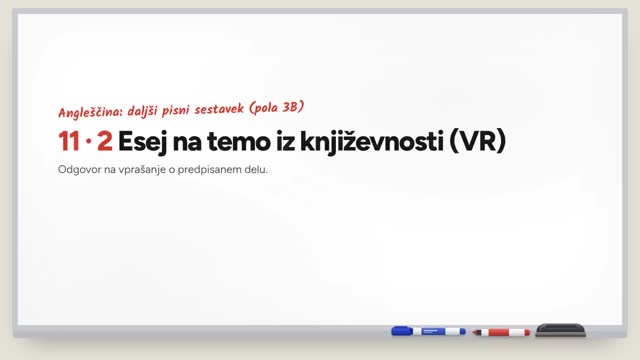 Angleščina: daljši pisni sestavek (pola 3B)
11 · 2 Esej na temo iz književnosti (VR)
Odgovor na vprašanje o predpisanem delu.